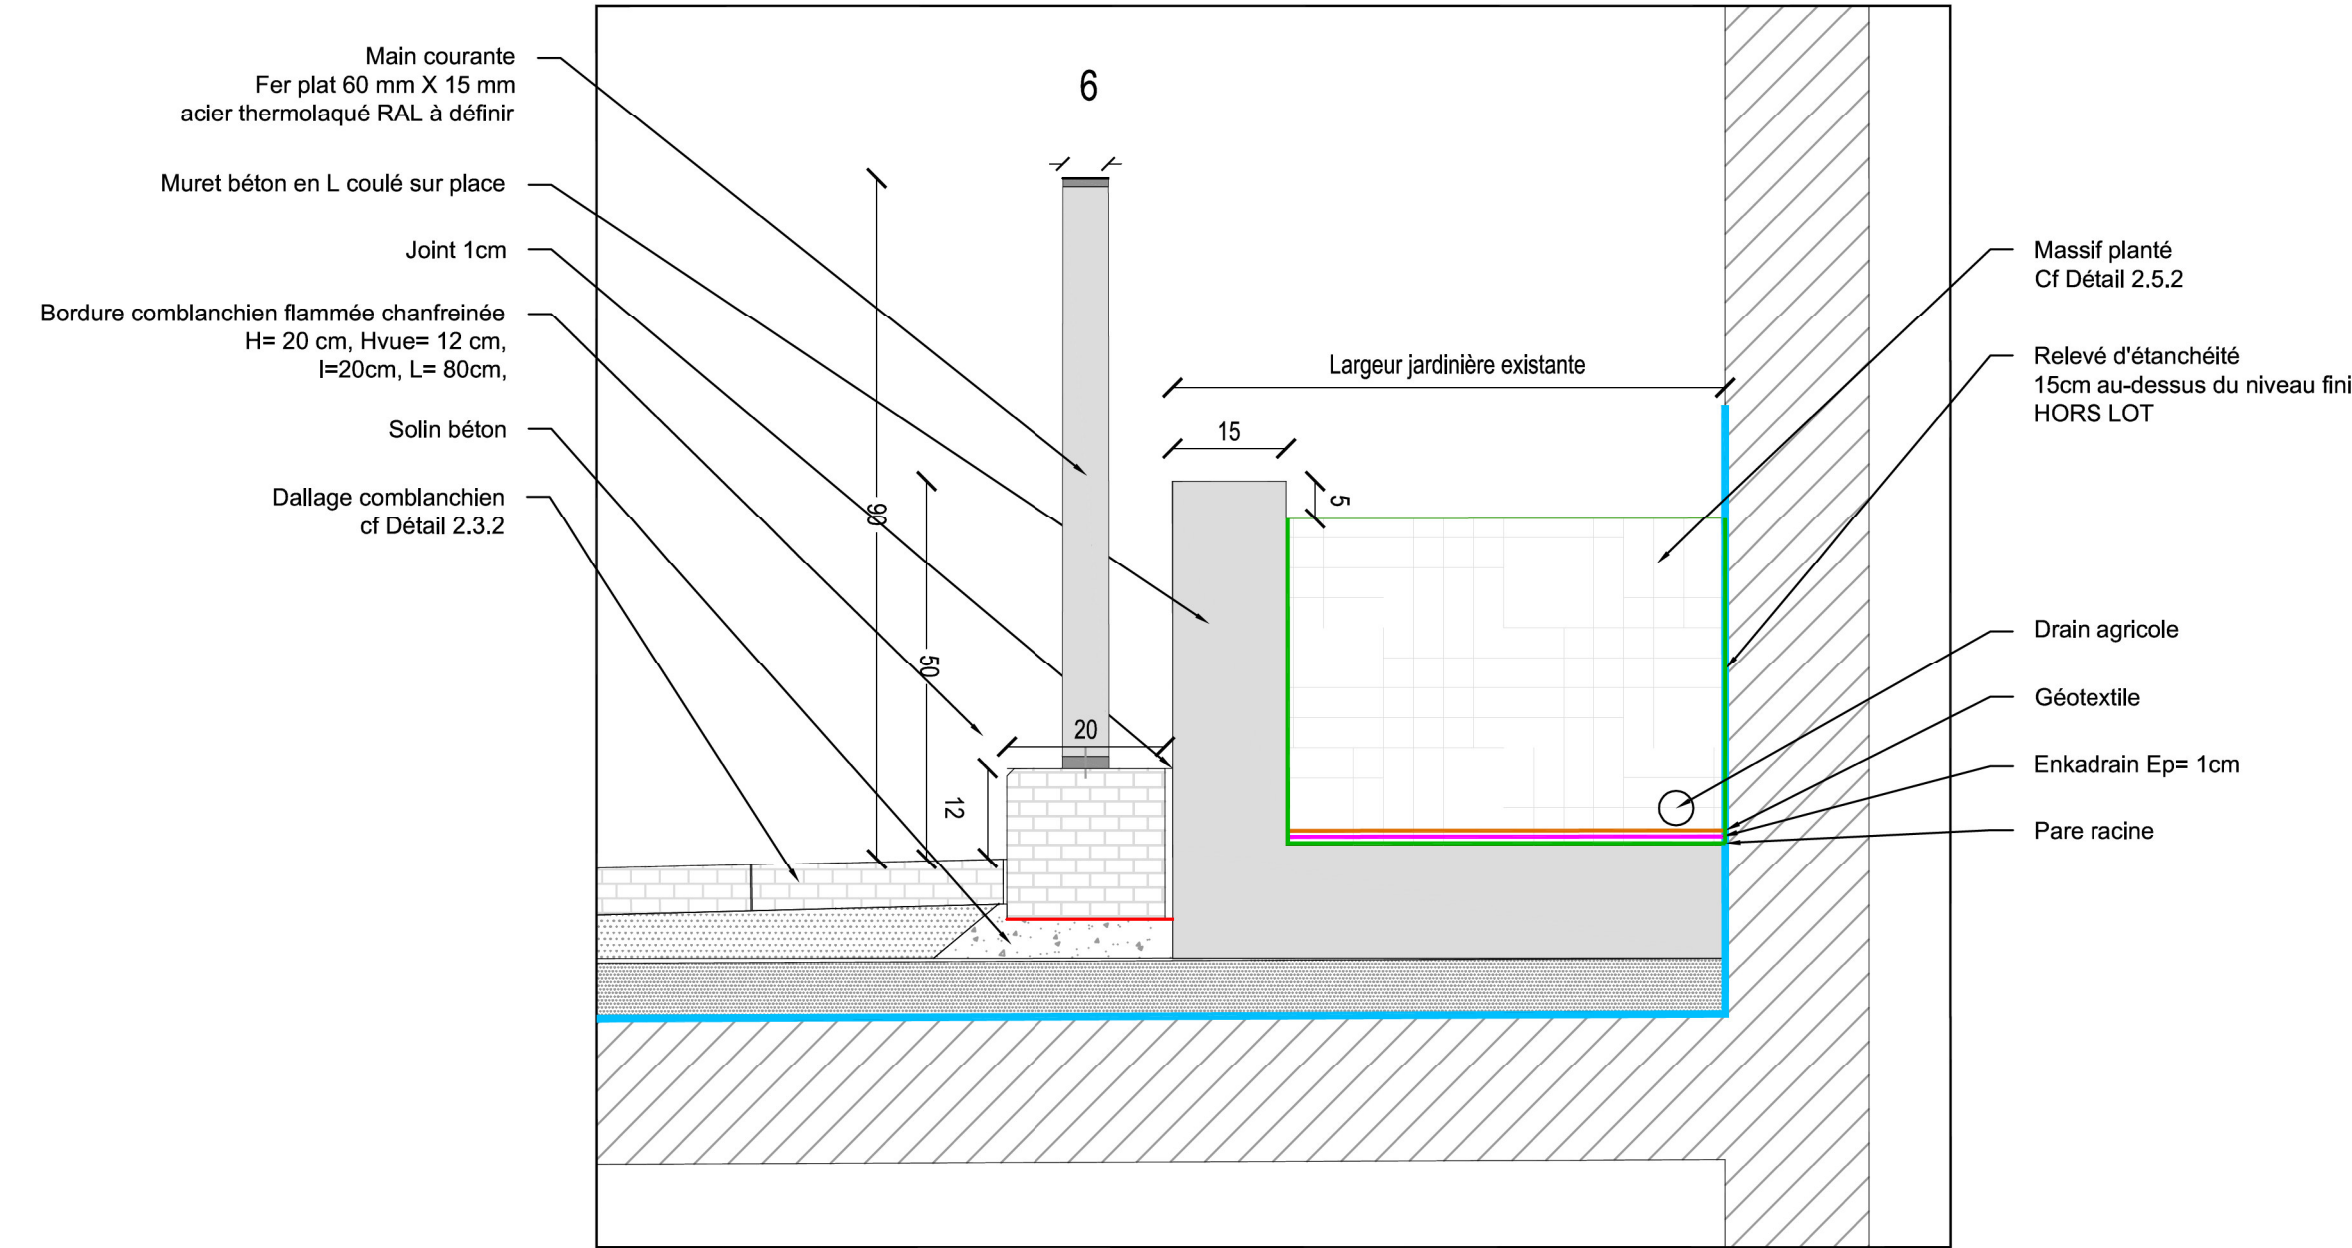 Main courante
Fer plat 60 mm X 15 mm
acier thermolaqué RAL à définir
Muret béton en L coulé sur place
Joint 1cm
Bordure comblanchien flammée chanfreinée
H= 20 cm, Hvue= 12 cm,
l=20cm, L= 80cm,
Solin béton
Dallage comblanchien
cf Détail 2.3.2
6
90
50
20
12
Largeur jardinière existante
15
5
Massif planté
Cf Détail 2.5.2
Relevé d'étanchéité
15cm au-dessus du niveau fini
HORS LOT
Drain agricole
Géotextile
Enkadrain Ep= 1cm
Pare racine